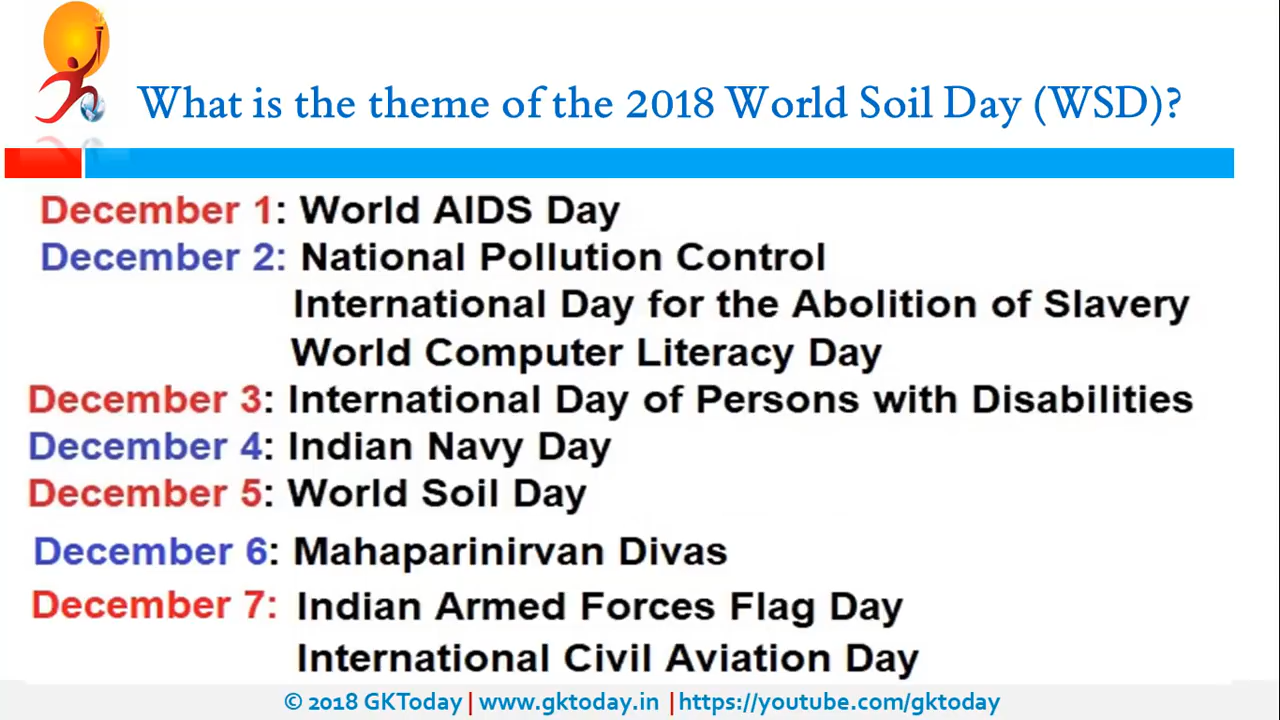 What is the theme of the 2018 World Soil Day (WSD)?
December 1: World AIDS Day
December 2: National Pollution Control
International Day for the Abolition of Slavery
World Computer Literacy Day
December 3: International Day of Persons with Disabilities
December 4: Indian Navy Day
December 5: World Soil Day
December 6: Mahaparinirvan Divas
December 7: Indian Armed Forces Flag Day
International Civil Aviation Day
© 2018 GKToday | www.gktoday.in | https://youtube.com/gktoday